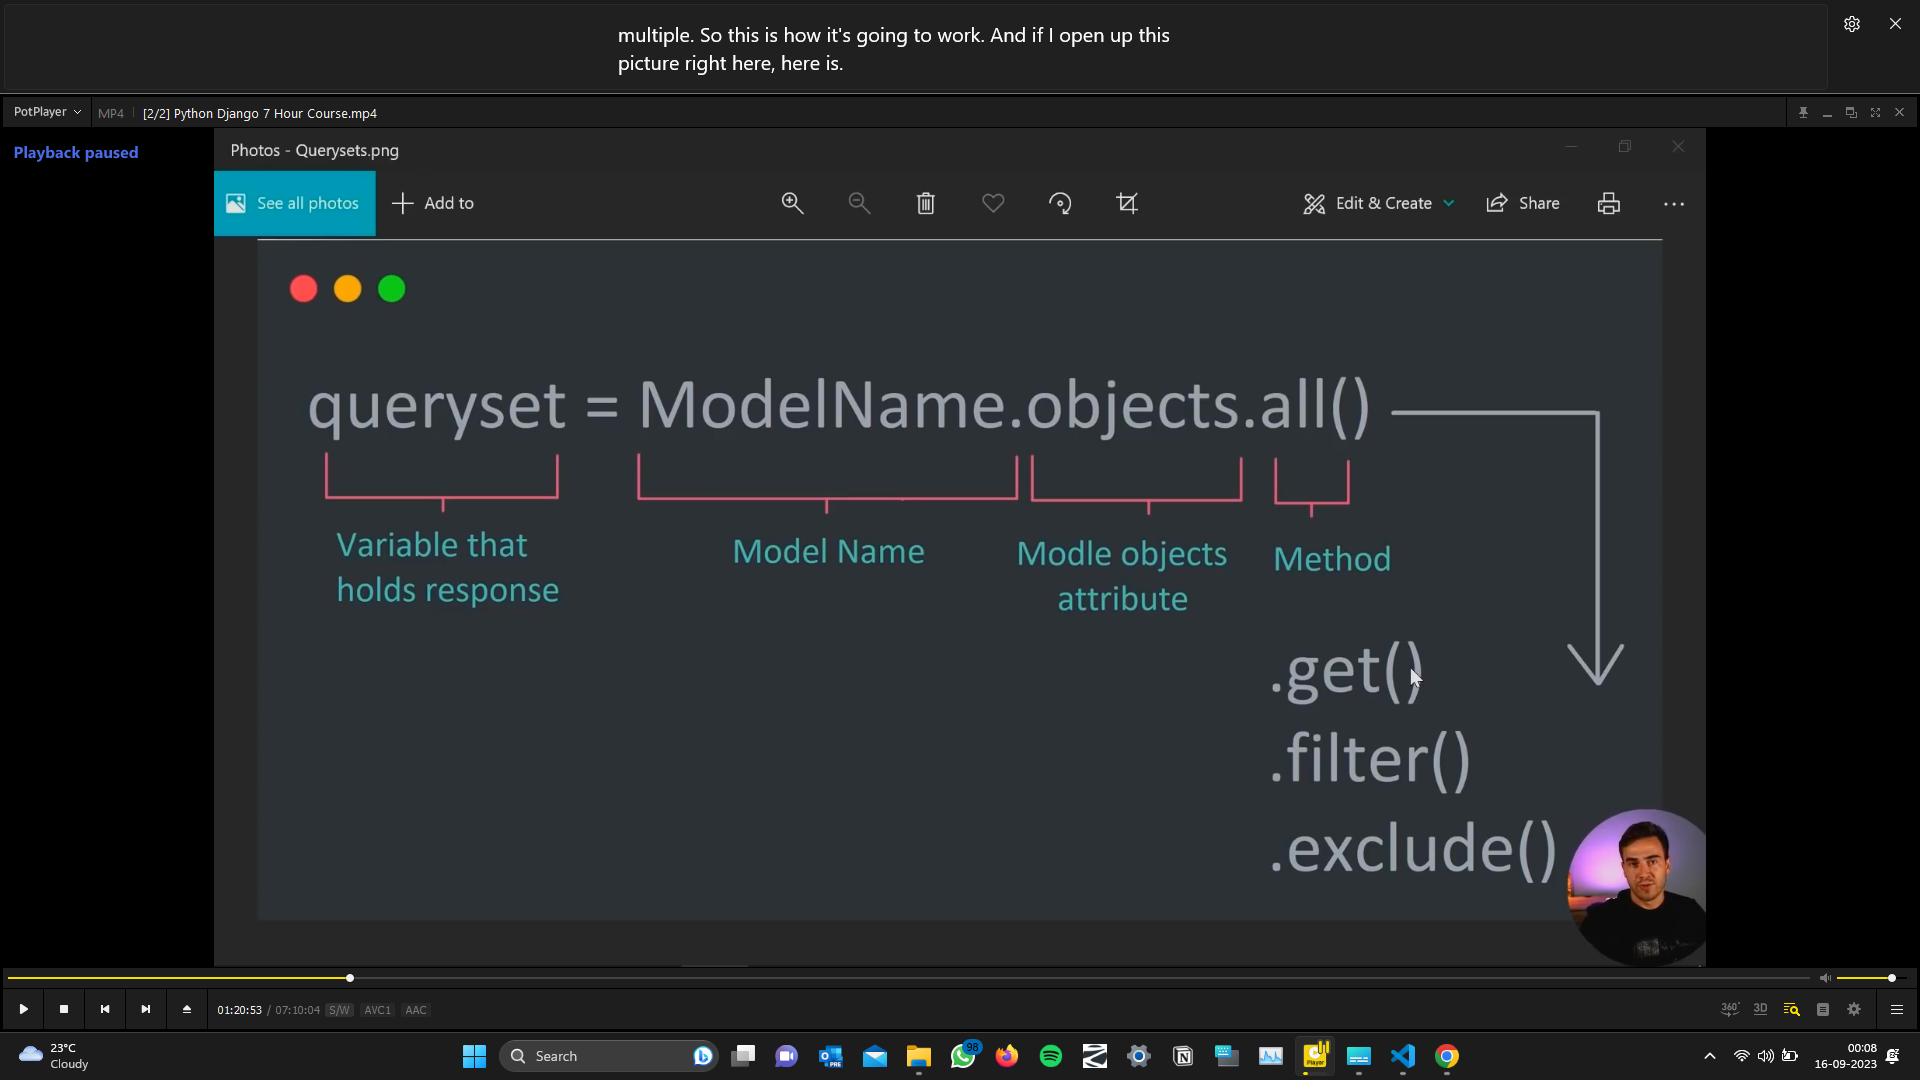 multiple. So this is how it's going to work. And if I open up this
picture right here, here is.
PotPlayer
MP4
[2/2] Python Django 7 Hour Course.mp4
Playback paused
Photos - Querysets.png
See all photos
Add to
Edit & Create
Share
queryset = ModelName.objects.all()
Variable that
holds response
Model Name
Modle objects
attribute
Method
.get()
.filter()
.exclude()
01:20:53 / 07:10:04 S/W AVC1 AAC
360°
3D
23°C
Cloudy
Search
PRE
98
Player
00:08
16-09-2023